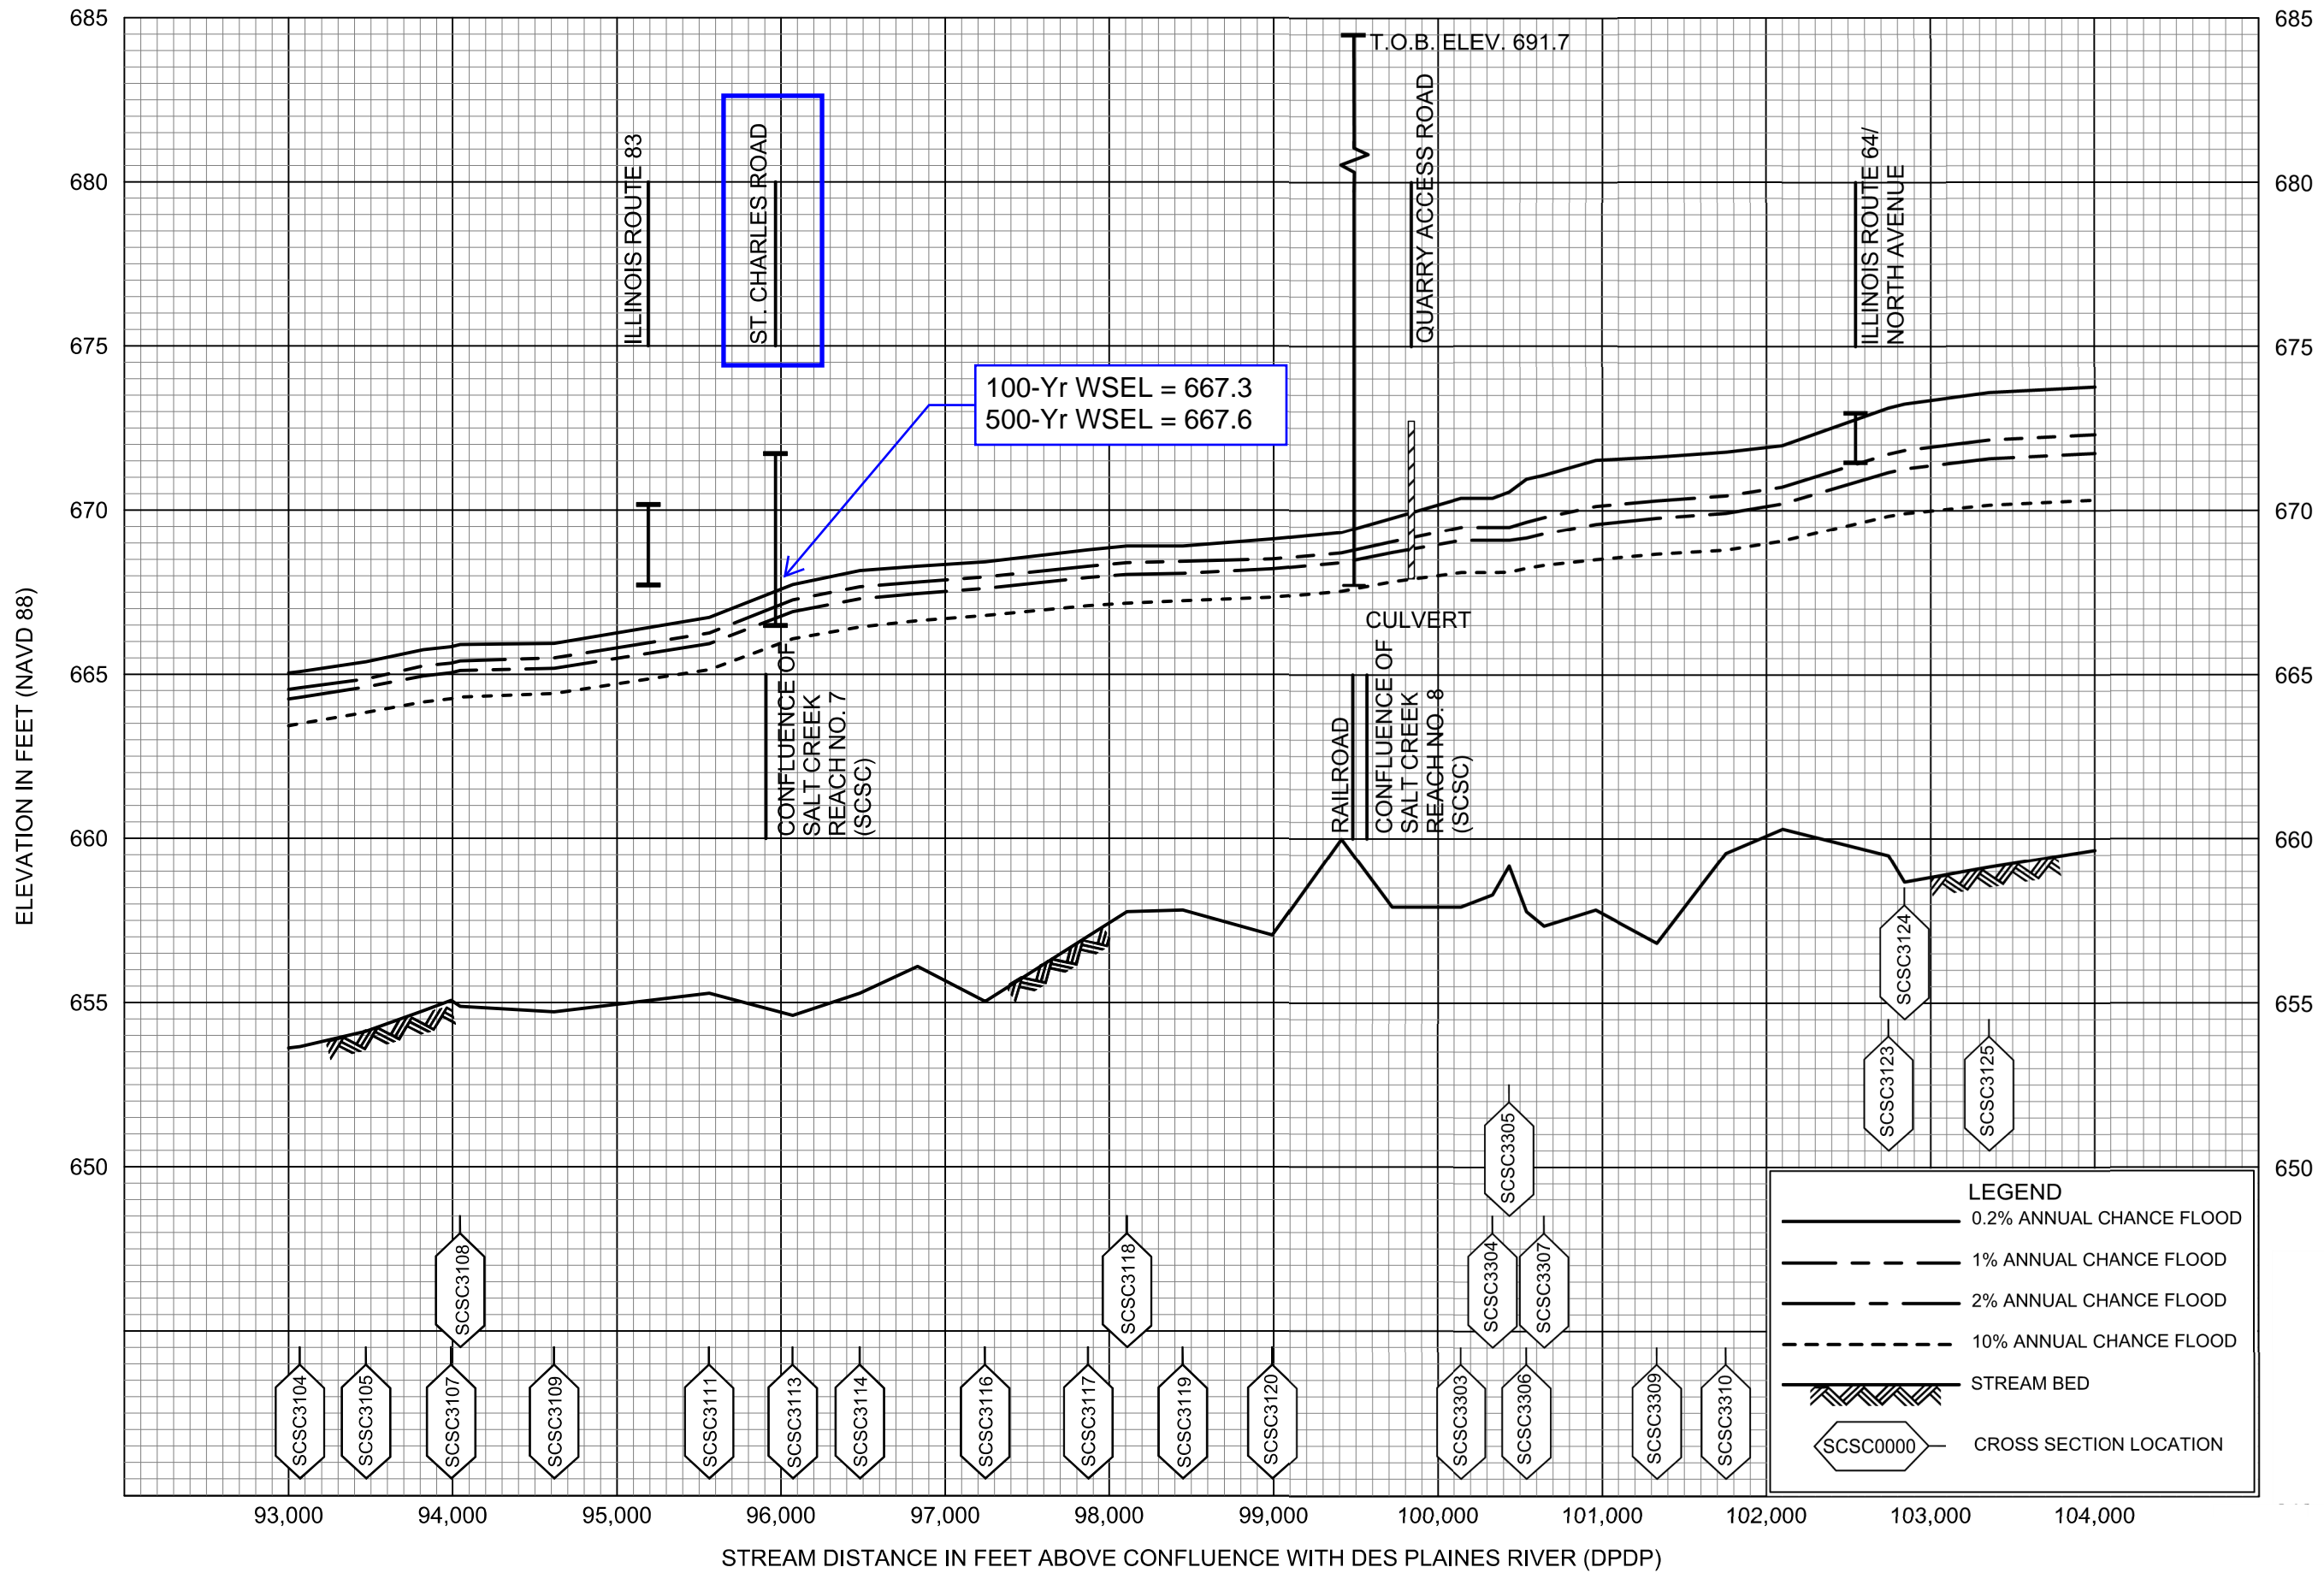 685
680
675
670
665
660
655
650
685
680
675
670
665
660
655
650
ELEVATION IN FEET (NAVD 88)
ILLINOIS ROUTE 83
ST. CHARLES ROAD
T.O.B. ELEV. 691.7
QUARRY ACCESS ROAD
ILLINOIS ROUTE 64/
NORTH AVENUE
100-Yr WSEL = 667.3
500-Yr WSEL = 667.6
CULVERT
CONFLUENCE OF
SALT CREEK
REACH NO. 7
(SCSC)
RAILROAD
CONFLUENCE OF
SALT CREEK
REACH NO. 8
(SCSC)
SCSC3104
SCSC3105
SCSC3107
SCSC3108
SCSC3109
SCSC3111
SCSC3113
SCSC3114
SCSC3116
SCSC3117
SCSC3118
SCSC3119
SCSC3120
SCSC3303
SCSC3304
SCSC3305
SCSC3306
SCSC3307
SCSC3309
SCSC3310
SCSC3123
SCSC3124
SCSC3125
LEGEND
0.2% ANNUAL CHANCE FLOOD
1% ANNUAL CHANCE FLOOD
2% ANNUAL CHANCE FLOOD
10% ANNUAL CHANCE FLOOD
STREAM BED
SCSC0000 CROSS SECTION LOCATION
93,000 94,000 95,000 96,000 97,000 98,000 99,000 100,000 101,000 102,000 103,000 104,000
STREAM DISTANCE IN FEET ABOVE CONFLUENCE WITH DES PLAINES RIVER (DPDP)